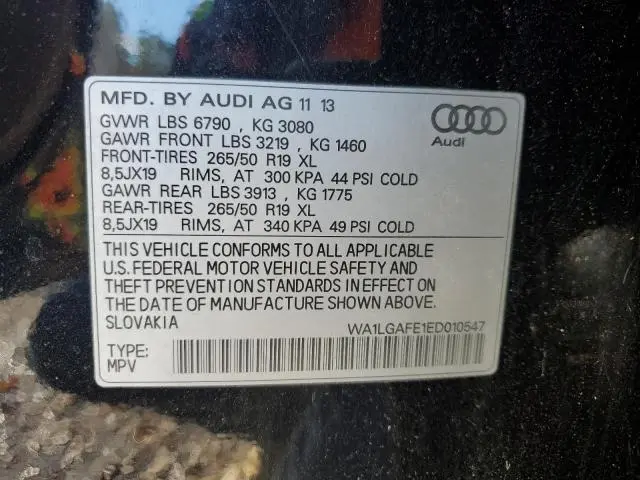 MFD. BY AUDI AG 11 13
GVWR LBS 6790 , KG 3080
GAWR FRONT LBS 3219 , KG 1460
FRONT-TIRES 265/50 R19 XL
8,5JX19 RIMS, AT 300 KPA 44 PSI COLD
GAWR REAR LBS 3913 , KG 1775
REAR-TIRES 265/50 R19 XL
8,5JX19 RIMS, AT 340 KPA 49 PSI COLD
Audi
THIS VEHICLE CONFORMS TO ALL APPLICABLE
U.S. FEDERAL MOTOR VEHICLE SAFETY AND
THEFT PREVENTION STANDARDS IN EFFECT ON
THE DATE OF MANUFACTURE SHOWN ABOVE.
SLOVAKIA
WA1LGAFE1ED010547
TYPE:
MPV